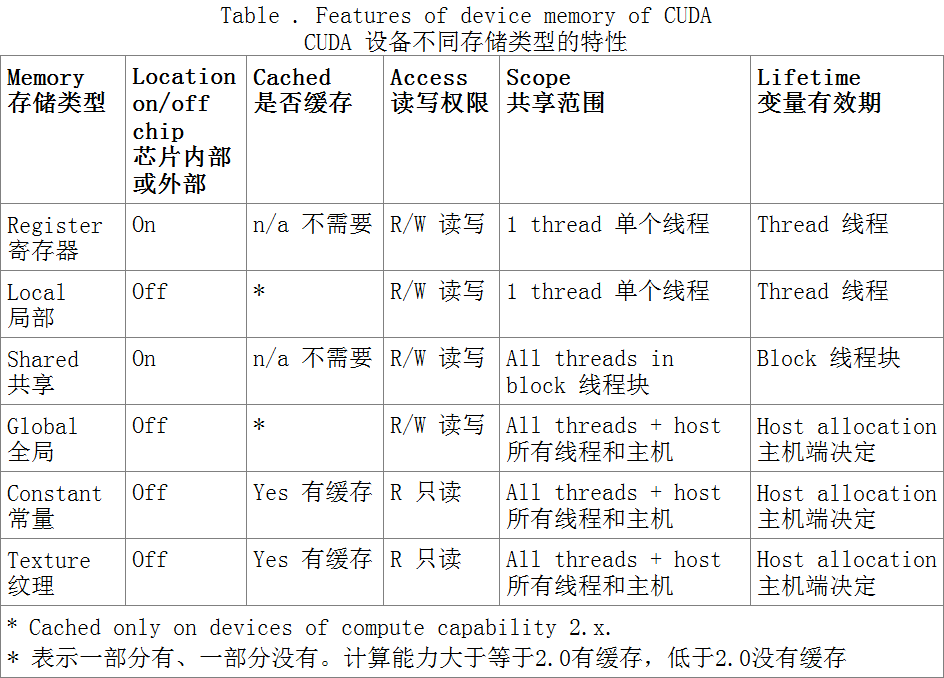 Table . Features of device memory of CUDA
CUDA 设备不同存储类型的特性
Memory
存储类型
Location
on/off
chip
芯片内部
或外部
Cached
是否缓存
Access
读写权限
Scope
共享范围
Lifetime
变量有效期
Register
寄存器
On
n/a 不需要
R/W 读写
1 thread 单个线程
Thread 线程
Local
局部
Off
*
R/W 读写
1 thread 单个线程
Thread 线程
Shared
共享
On
n/a 不需要
R/W 读写
All threads in
block 线程块
Block 线程块
Global
全局
Off
*
R/W 读写
All threads + host
所有线程和主机
Host allocation
主机端决定
Constant
常量
Off
Yes 有缓存
R 只读
All threads + host
所有线程和主机
Host allocation
主机端决定
Texture
纹理
Off
Yes 有缓存
R 只读
All threads + host
所有线程和主机
Host allocation
主机端决定
* Cached only on devices of compute capability 2.x.
* 表示一部分有、一部分没有。计算能力大于等于2.0有缓存，低于2.0没有缓存